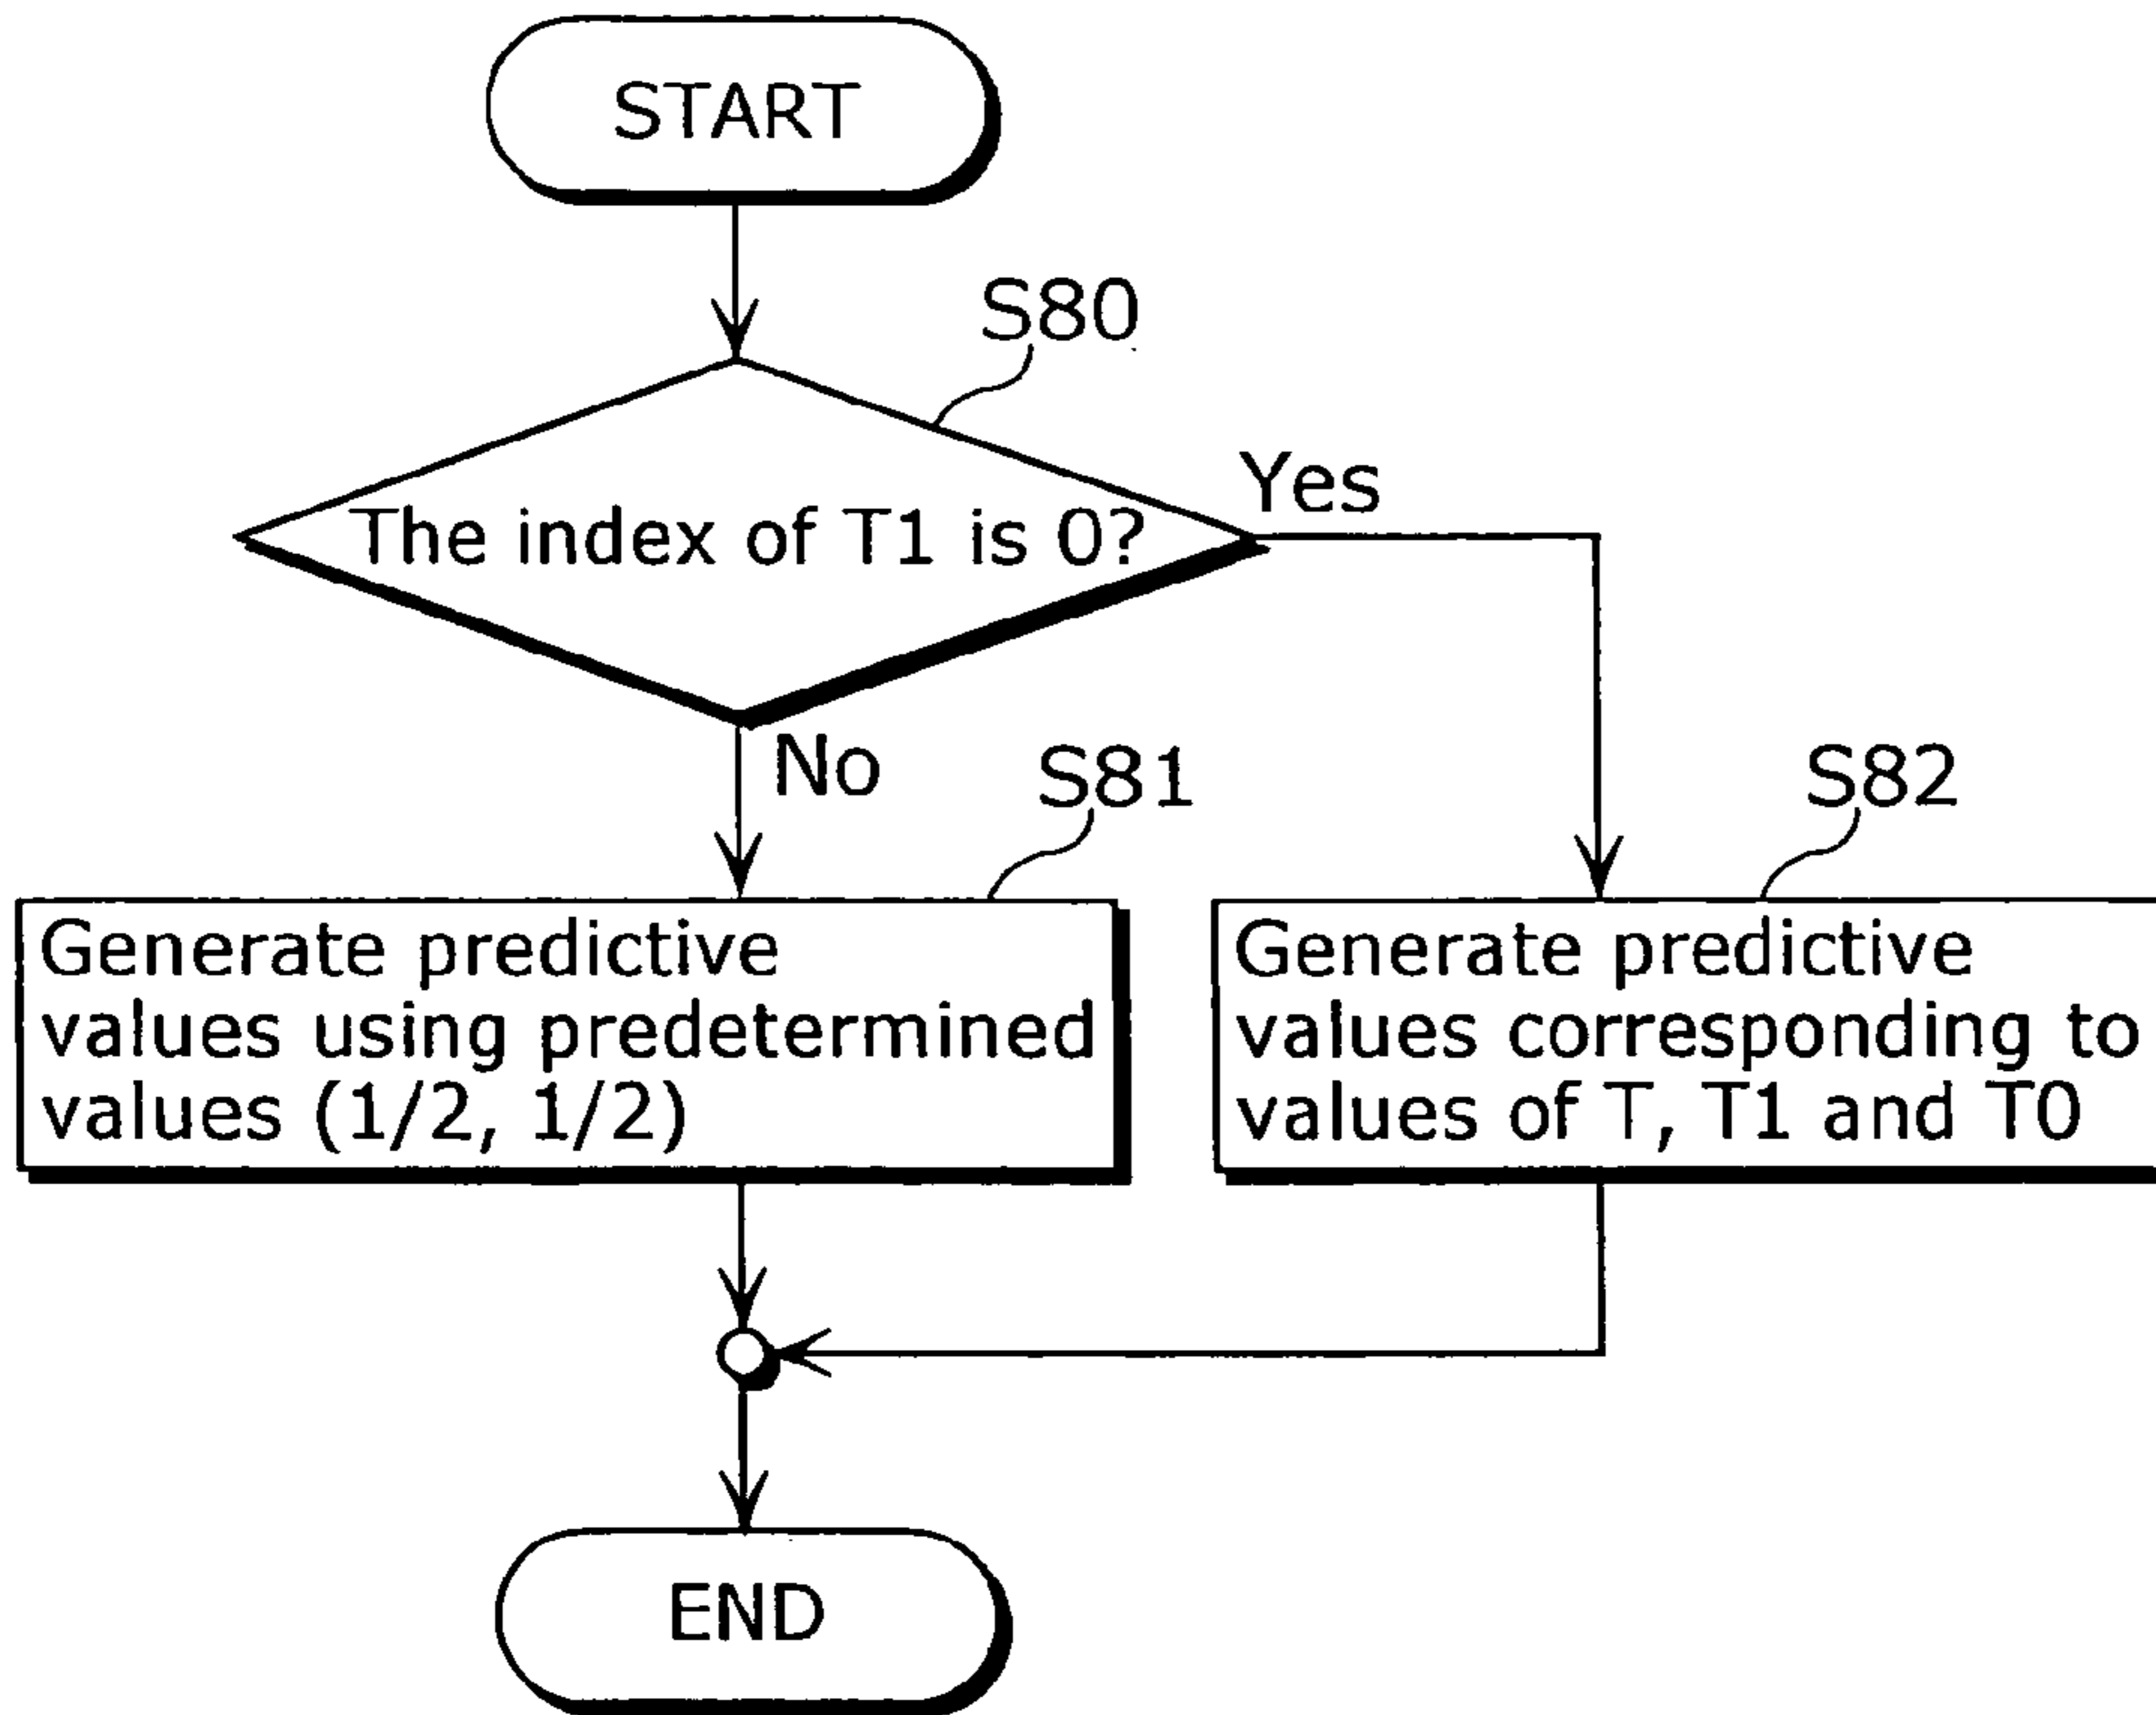 START
S80
The index of T1 is 0?
Yes
No
S81
S82
Generate predictive
values using predetermined
values (1/2, 1/2)
Generate predictive
values corresponding to
values of T, T1 and T0
END